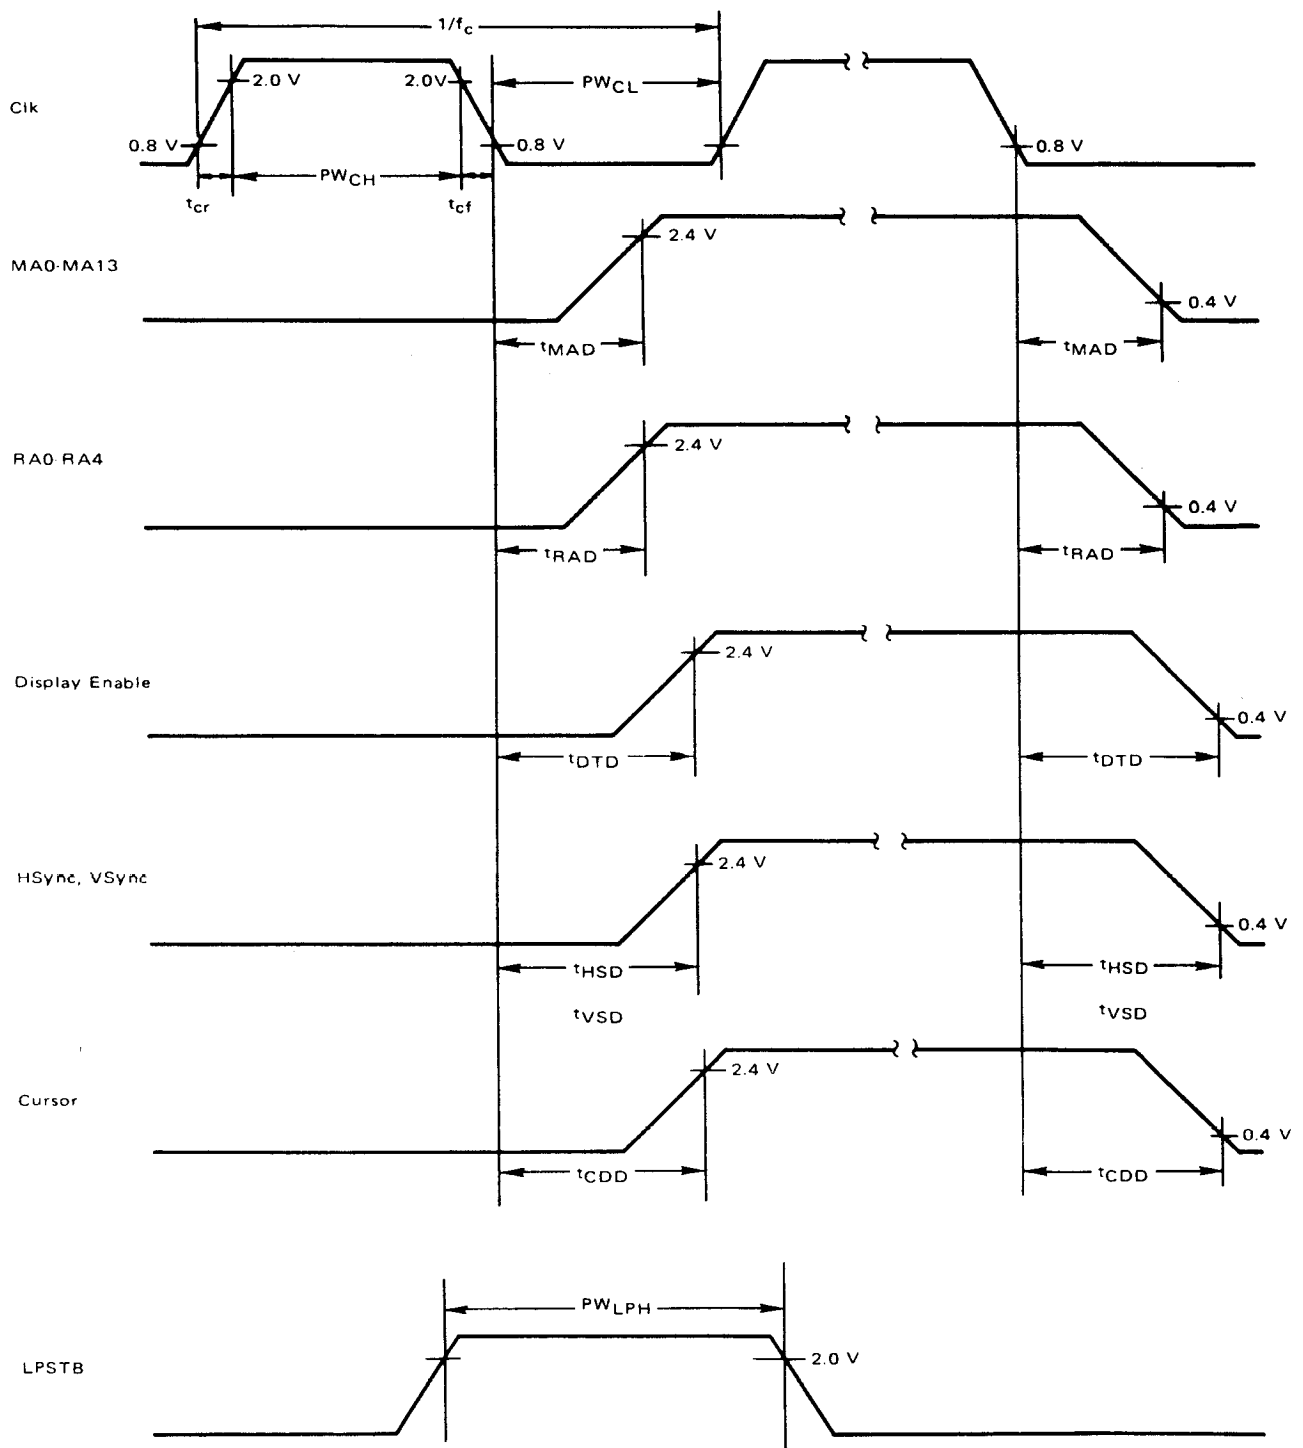 1/fc
2.0 V
2.0V
PWCL
Clk
0.8 V
0.8 V
0.8 V
PWCH
tcr
tcf
2.4 V
MA0-MA13
0.4 V
tMAD
tMAD
2.4 V
RA0-RA4
0.4 V
tRAD
tRAD
2.4 V
Display Enable
0.4 V
tDTD
tDTD
2.4 V
HSync, VSync
0.4 V
tHSD
tHSD
tVSD
tVSD
2.4 V
Cursor
0.4 V
tCDD
tCDD
PWLPH
2.0 V
LPSTB